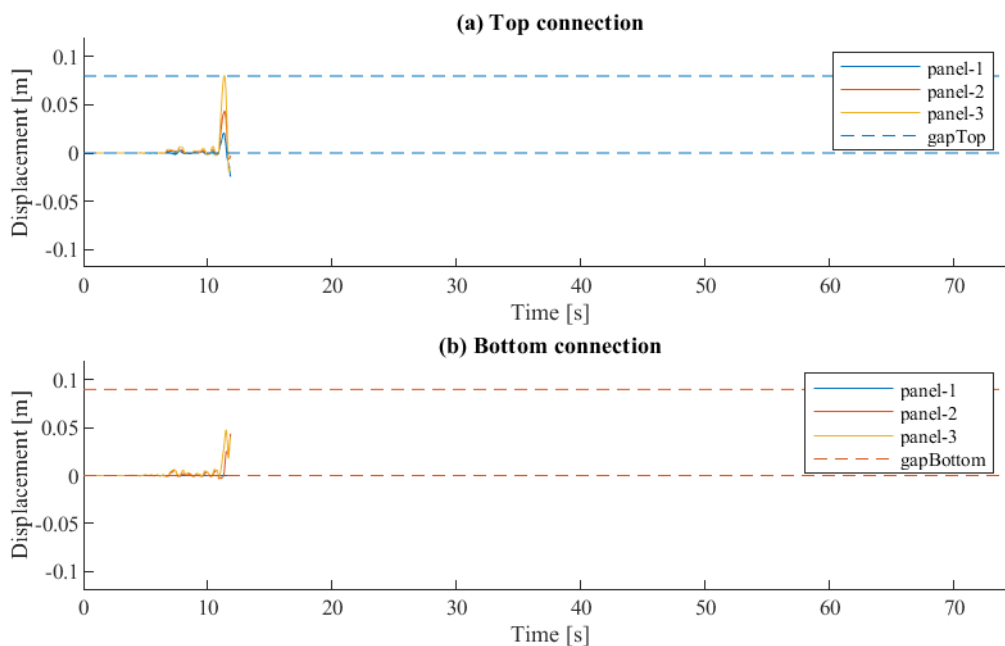 (a) Top connection
0.1
0.05
0
-0.05
-0.1
Displacement [m]
panel-1
panel-2
panel-3
gapTop
0 10 20 30 40 50 60 70
Time [s]
(b) Bottom connection
0.1
0.05
0
-0.05
-0.1
Displacement [m]
panel-1
panel-2
panel-3
gapBottom
0 10 20 30 40 50 60 70
Time [s]